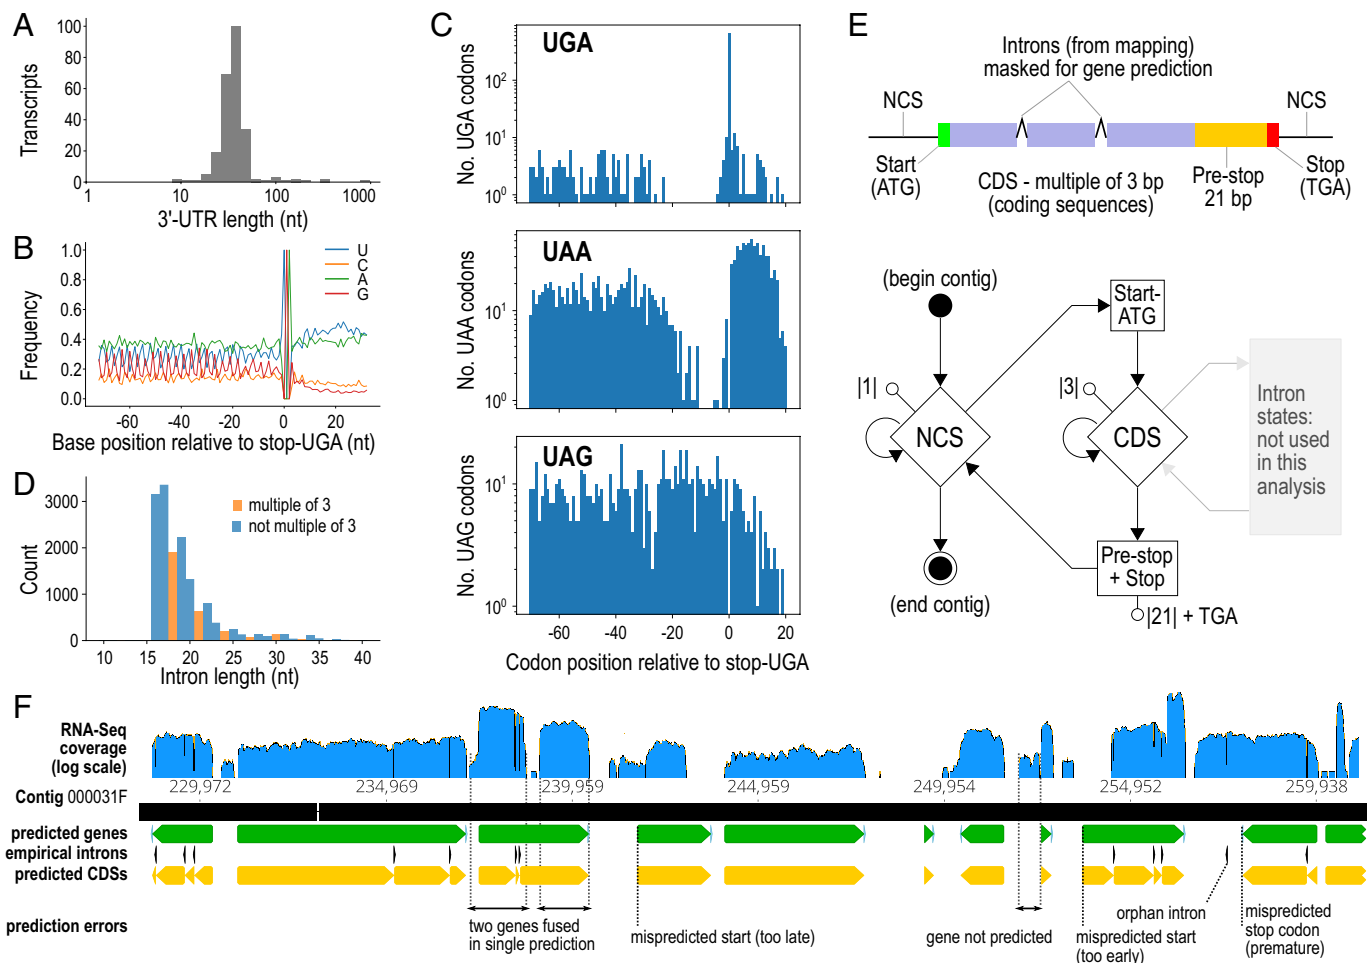 A
Transcripts
100
80
60
40
20
0
1
10
100
1000
3'-UTR length (nt)
B
Frequency
1.0
0.8
0.6
0.4
0.2
0.0
U
C
A
G
-60
-40
-20
0
20
Base position relative to stop-UGA (nt)
D
Count
3000
2000
1000
0
multiple of 3
not multiple of 3
10
15
20
25
30
35
40
Intron length (nt)
C
UGA
No. UGA codons
10²
10¹
10⁰
UAA
No. UAA codons
10¹
10⁰
UAG
No. UAG codons
10¹
10⁰
-60
-40
-20
0
20
Codon position relative to stop-UGA
E
Introns (from mapping)
masked for gene prediction
NCS
NCS
Start
(ATG)
CDS - multiple of 3 bp
(coding sequences)
Pre-stop
21 bp
Stop
(TGA)
(begin contig)
Start-
ATG
|1|
|3|
NCS
CDS
Intron
states:
not used
in this
analysis
Pre-stop
+ Stop
(end contig)
|21| + TGA
F
RNA-Seq
coverage
(log scale)
229,972
234,969
239,959
244,959
249,954
254,952
259,938
Contig 000031F
predicted genes
empirical introns
predicted CDSs
prediction errors
two genes fused
in single prediction
mispredicted start (too late)
gene not predicted
orphan intron
mispredicted start
(too early)
mispredicted
stop codon
(premature)